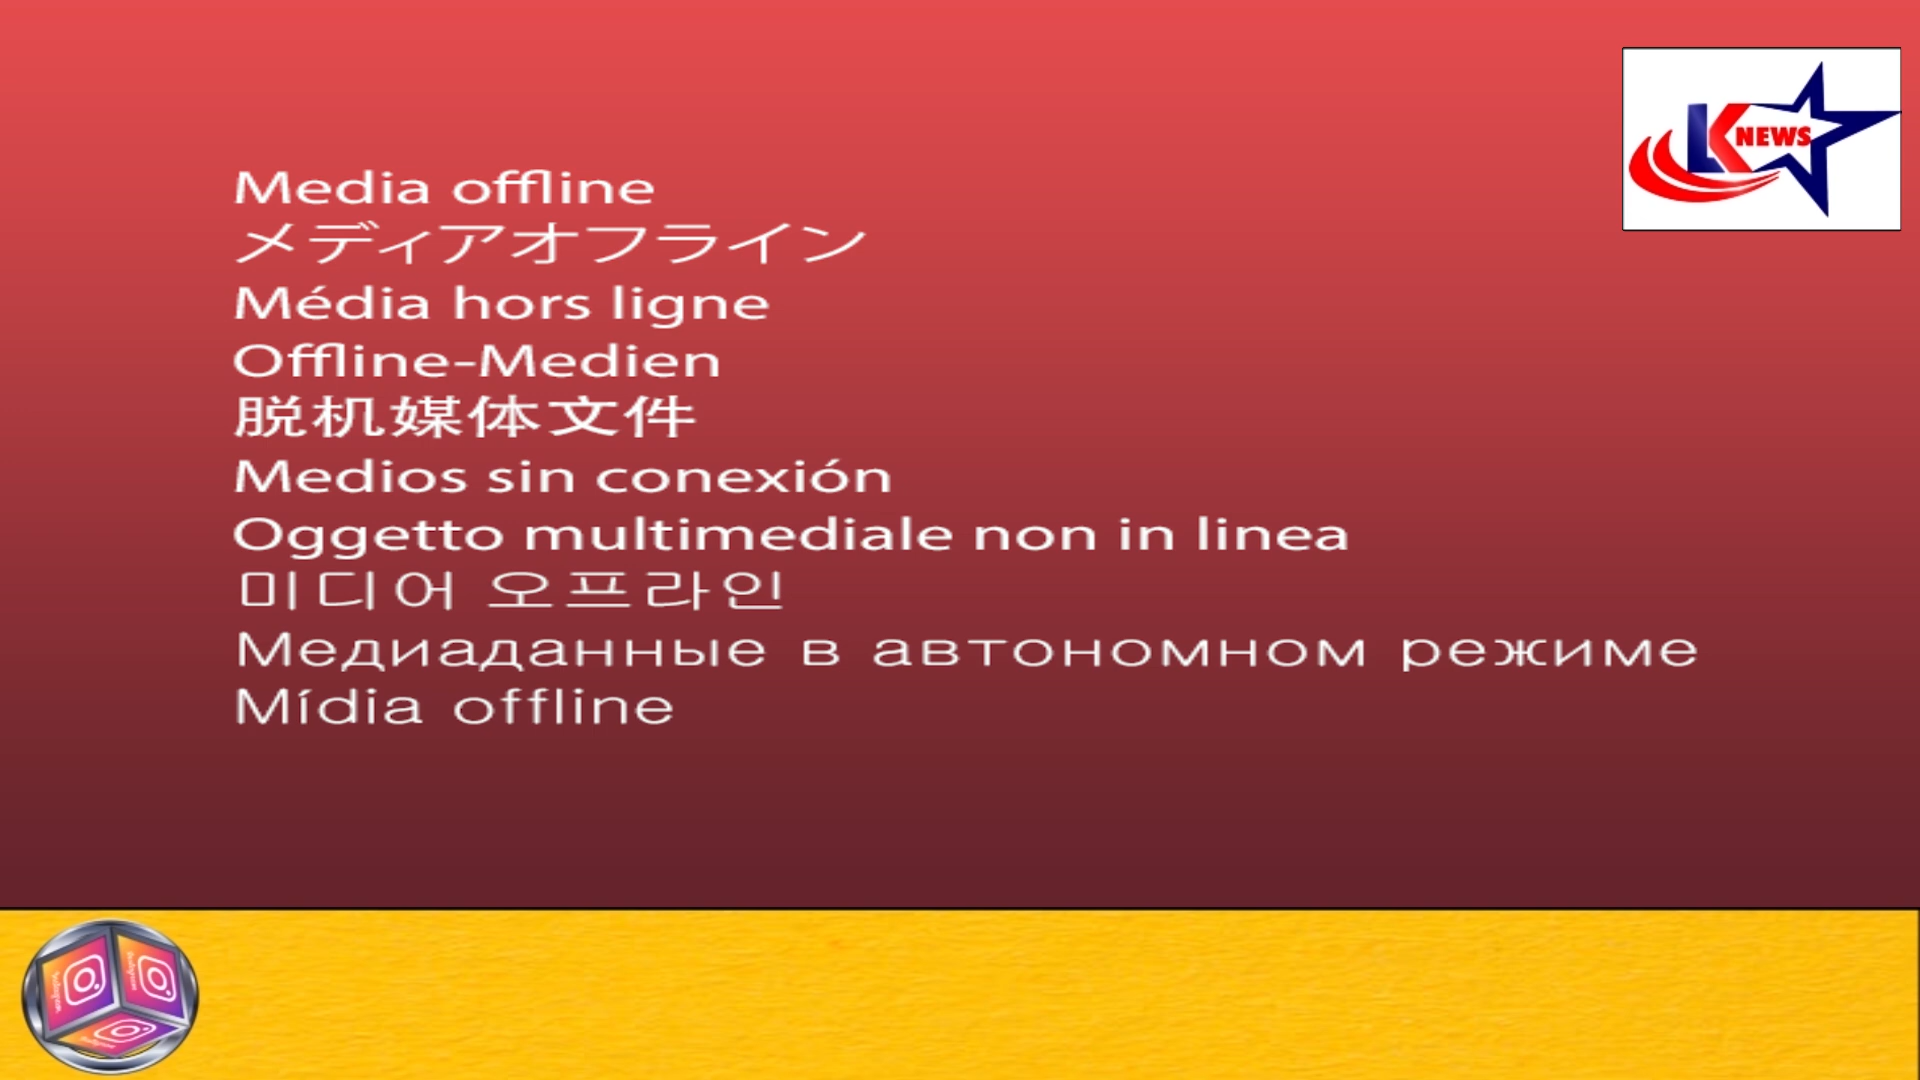 Media offline
メディアオフライン
Média hors ligne
Offline-Medien
脱机媒体文件
Medios sin conexión
Oggetto multimediale non in linea
미디어 오프라인
Медиаданные в автономном режиме
Mídia offline
LK NEWS